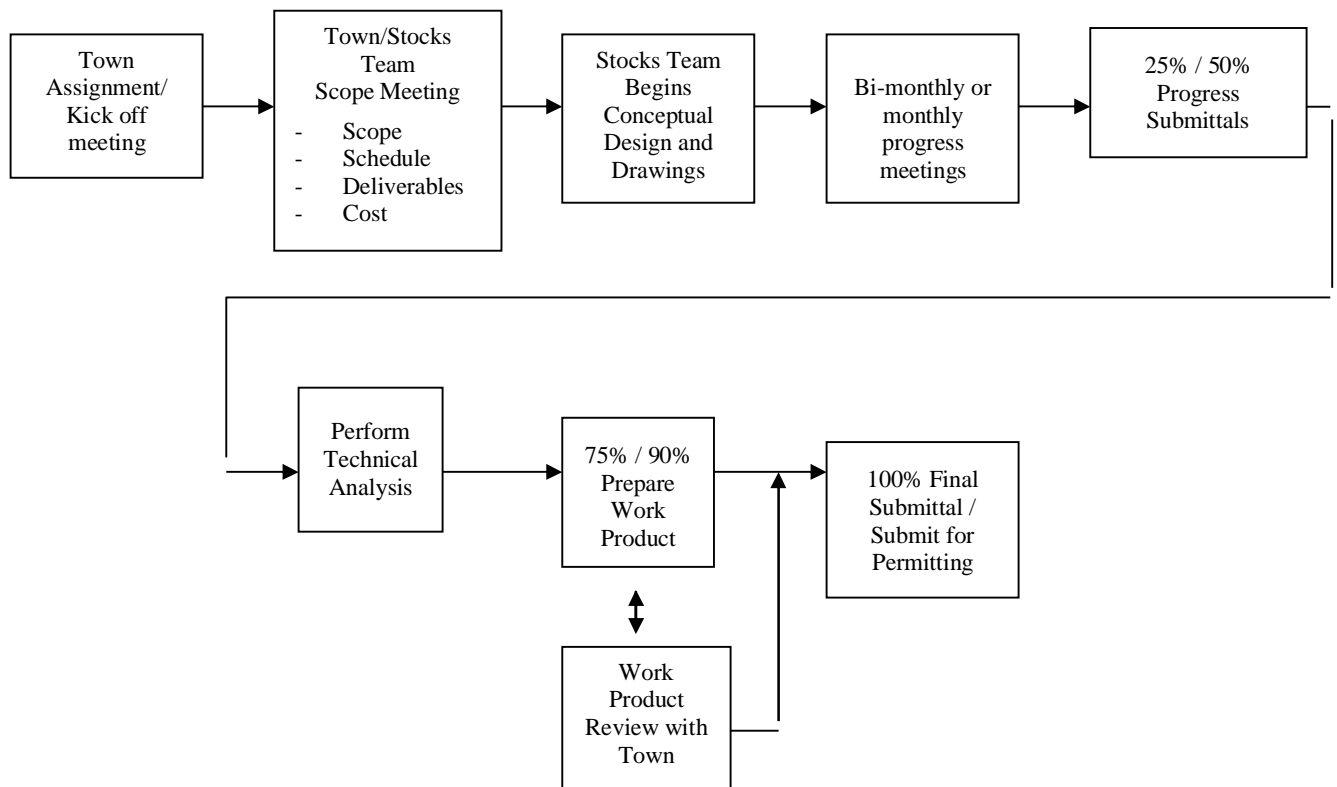 Town
Assignment/
Kick off
meeting
Town/Stocks
Team
Scope Meeting
- Scope
- Schedule
- Deliverables
- Cost
Stocks Team
Begins
Conceptual
Design and
Drawings
Bi-monthly or
monthly
progress
meetings
25% / 50%
Progress
Submittals
Perform
Technical
Analysis
75% / 90%
Prepare
Work
Product
100% Final
Submittal /
Submit for
Permitting
Work
Product
Review with
Town